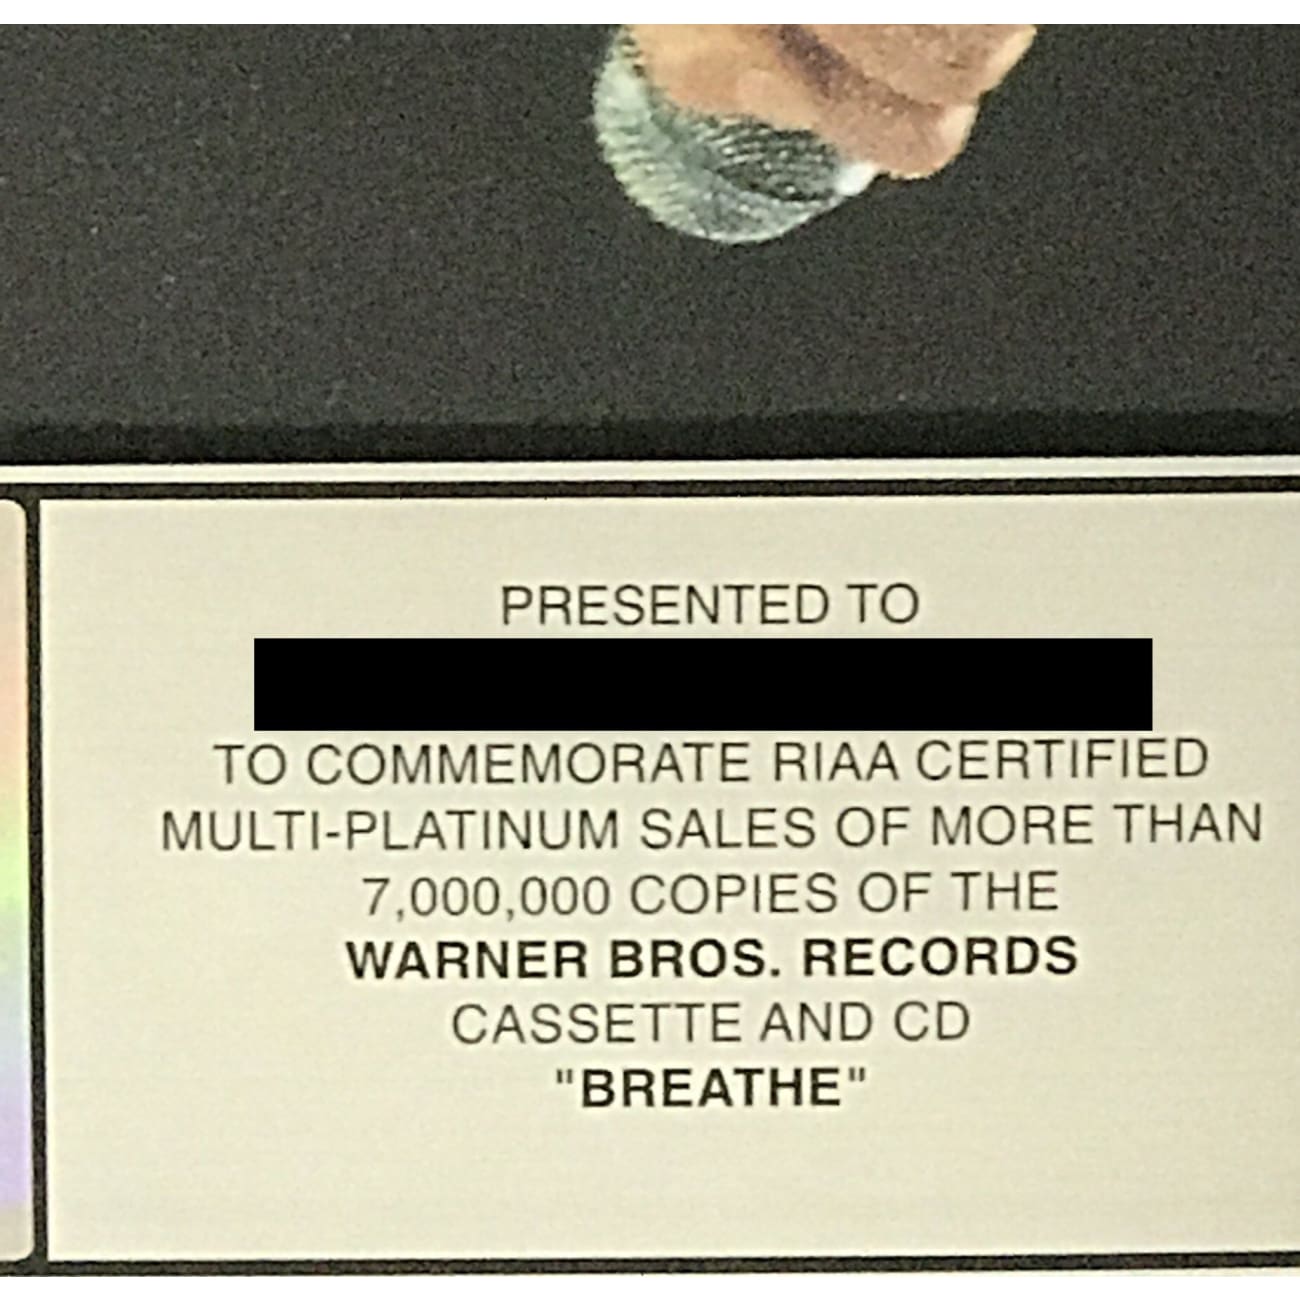 PRESENTED TO
TO COMMEMORATE RIAA CERTIFIED
MULTI-PLATINUM SALES OF MORE THAN
7,000,000 COPIES OF THE
WARNER BROS. RECORDS
CASSETTE AND CD
"BREATHE"